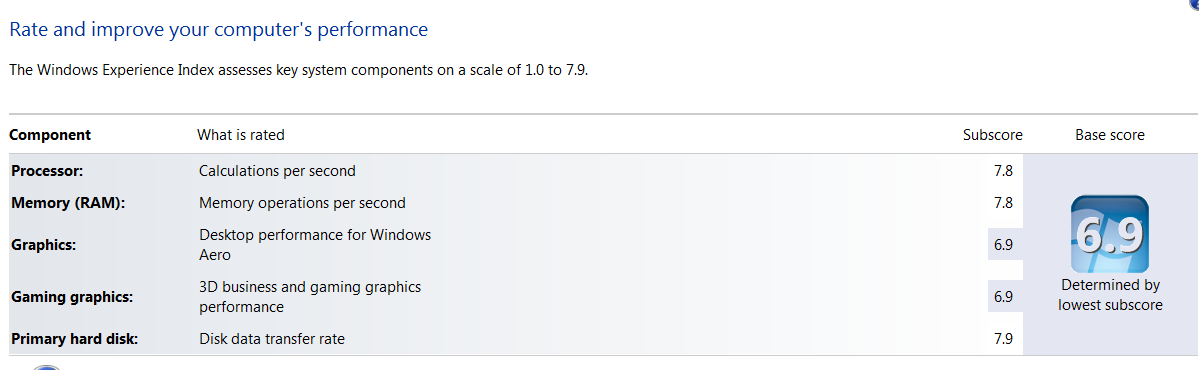 Rate and improve your computer's performance
The Windows Experience Index assesses key system components on a scale of 1.0 to 7.9.
Component What is rated Subscore Base score
Processor: Calculations per second 7.8
Memory (RAM): Memory operations per second 7.8
Graphics: Desktop performance for Windows
Aero 6.9
Gaming graphics: 3D business and gaming graphics
performance 6.9
Primary hard disk: Disk data transfer rate 7.9
6.9
Determined by
lowest subscore